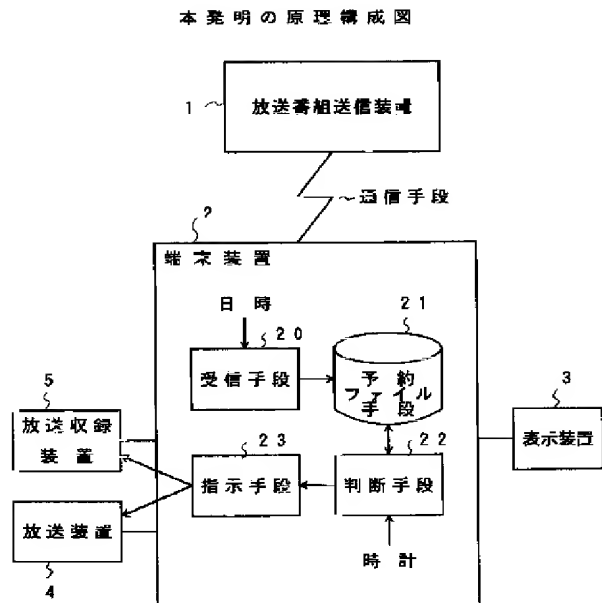 本発明の原理構成図
1
放送番組送信装置
通信手段
2
端末装置
日時
20
受信手段
21
予約
ファイル
手段
5
放送収録
装置
23
指示手段
22
判断手段
3
表示装置
放送装置
4
時計